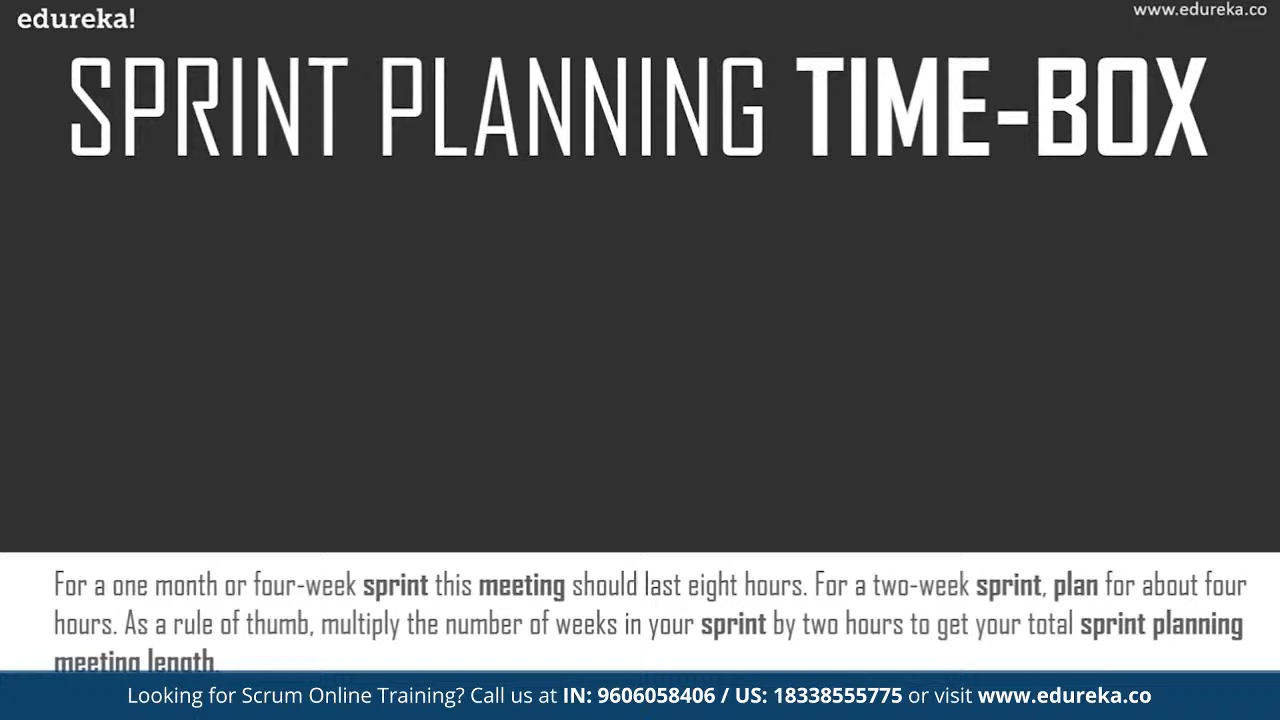 edureka!
www.edureka.co
SPRINT PLANNING TIME-BOX
For a one month or four-week sprint this meeting should last eight hours. For a two-week sprint, plan for about four
hours. As a rule of thumb, multiply the number of weeks in your sprint by two hours to get your total sprint planning
meeting length.
Looking for Scrum Online Training? Call us at IN: 9606058406 / US: 18338555775 or visit www.edureka.co